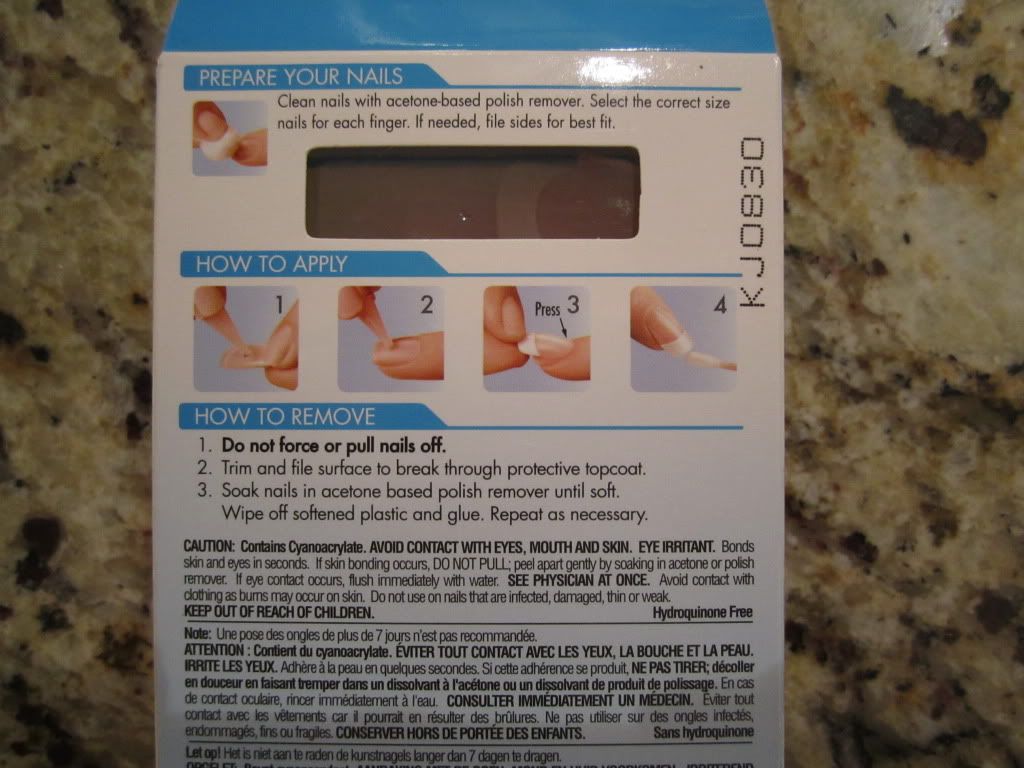 PREPARE YOUR NAILS
Clean nails with acetone-based polish remover. Select the correct size
nails for each finger. If needed, file sides for best fit.
KJ0830
HOW TO APPLY
1
2
Press 3
4
HOW TO REMOVE
1. Do not force or pull nails off.
2. Trim and file surface to break through protective topcoat.
3. Soak nails in acetone based polish remover until soft.
Wipe off softened plastic and glue. Repeat as necessary.
CAUTION: Contains Cyanoacrylate. AVOID CONTACT WITH EYES, MOUTH AND SKIN. EYE IRRITANT. Bonds
skin and eyes in seconds. If skin bonding occurs, DO NOT PULL; peel apart gently by soaking in acetone or polish
remover. If eye contact occurs, flush immediately with water. SEE PHYSICIAN AT ONCE. Avoid contact with
clothing as burns may occur on skin. Do not use on nails that are infected, damaged, thin or weak.
KEEP OUT OF REACH OF CHILDREN. Hydroquinone Free
Note: Une pose des ongles de plus de 7 jours n'est pas recommandée.
ATTENTION : Contient du cyanoacrylate. ÉVITER TOUT CONTACT AVEC LES YEUX, LA BOUCHE ET LA PEAU.
IRRITE LES YEUX. Adhère à la peau en quelques secondes. Si cette adhérence se produit, NE PAS TIRER; décoller
en douceur en faisant tremper dans un dissolvant à l'acétone ou un dissolvant de produit de polissage. En cas
de contact oculaire, rincer immédiatement à l'eau. CONSULTER IMMÉDIATEMENT UN MÉDECIN. Éviter tout
contact avec les vêtements car il pourrait en résulter des brûlures. Ne pas utiliser sur des ongles infectés,
endommagés, fins ou fragiles. CONSERVER HORS DE PORTÉE DES ENFANTS. Sans hydroquinone
Let op! Het is niet aan te raden de kunstnagels langer dan 7 dagen te dragen.